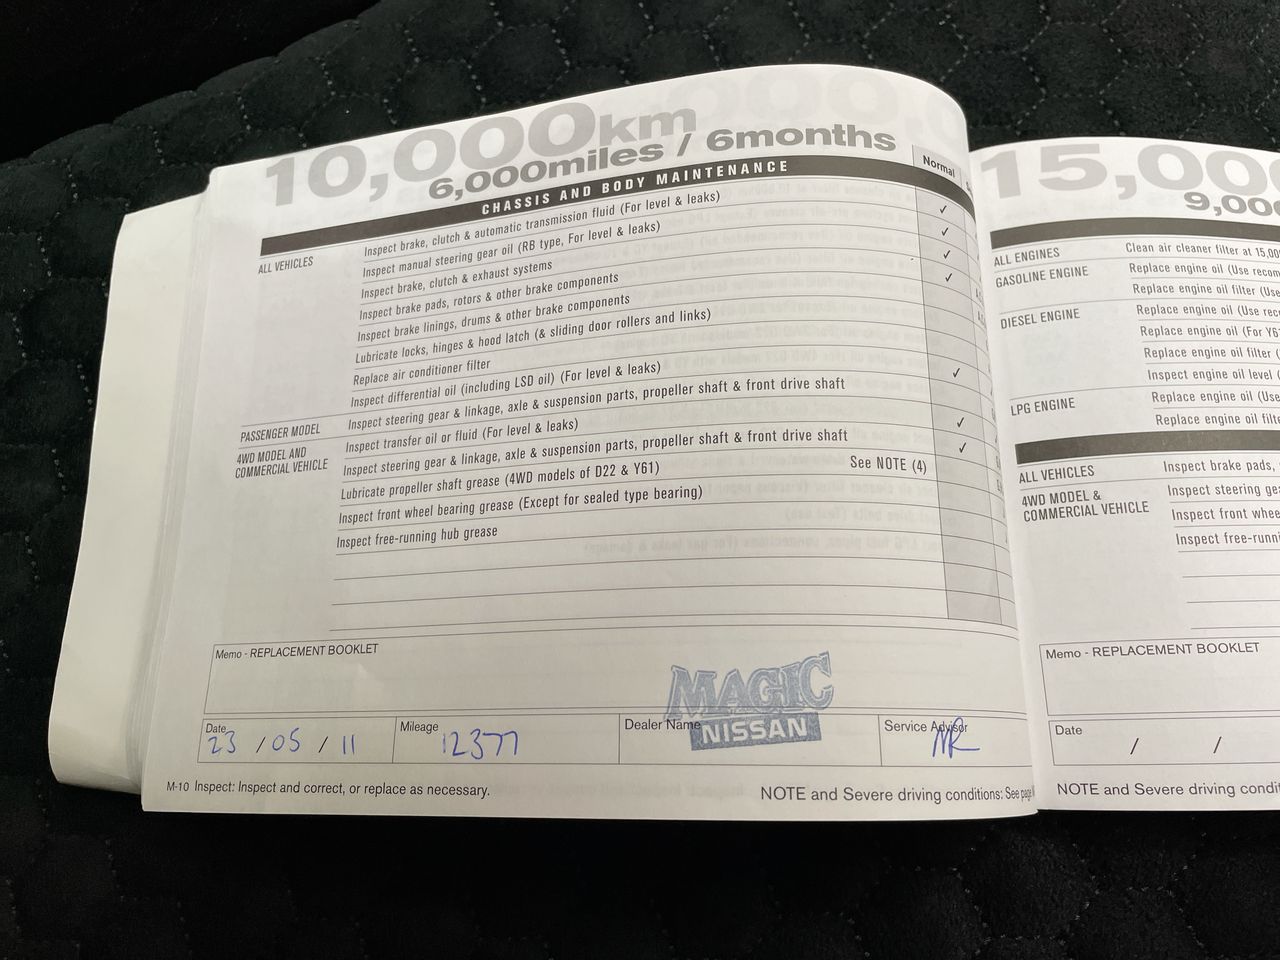 10,000km
6,000miles / 6months
CHASSIS AND BODY MAINTENANCE
Normal
ALL VEHICLES
Inspect brake, clutch & automatic transmission fluid (For level & leaks) ✓
Inspect manual steering gear oil (RB type, For level & leaks) ✓
Inspect brake, clutch & exhaust systems ✓
Inspect brake pads, rotors & other brake components ✓
Inspect brake linings, drums & other brake components
Lubricate locks, hinges & hood latch (& sliding door rollers and links)
Replace air conditioner filter
Inspect differential oil (including LSD oil) (For level & leaks) ✓
PASSENGER MODEL
Inspect steering gear & linkage, axle & suspension parts, propeller shaft & front drive shaft
4WD MODEL AND
COMMERCIAL VEHICLE
Inspect transfer oil or fluid (For level & leaks) ✓
Inspect steering gear & linkage, axle & suspension parts, propeller shaft & front drive shaft ✓
Lubricate propeller shaft grease (4WD models of D22 & Y61) See NOTE (4)
Inspect front wheel bearing grease (Except for sealed type bearing)
Inspect free-running hub grease
Memo - REPLACEMENT BOOKLET
Date
23 / 05 / 11
Mileage
12377
Dealer Name
MAGIC
NISSAN
Service Advisor
M-10 Inspect: Inspect and correct, or replace as necessary.
NOTE and Severe driving conditions: See page
15,00
9,00
ALL ENGINES
Clean air cleaner filter at 15,00
GASOLINE ENGINE
Replace engine oil (Use recom
Replace engine oil filter (Use
DIESEL ENGINE
Replace engine oil (Use rec
Replace engine oil (For Y6
Replace engine oil filter (
Inspect engine oil level (
LPG ENGINE
Replace engine oil (Use
Replace engine oil filte
ALL VEHICLES
Inspect brake pads,
4WD MODEL &
COMMERCIAL VEHICLE
Inspect steering gea
Inspect front whee
Inspect free-runni
Memo - REPLACEMENT BOOKLET
Date
/ /
NOTE and Severe driving condit